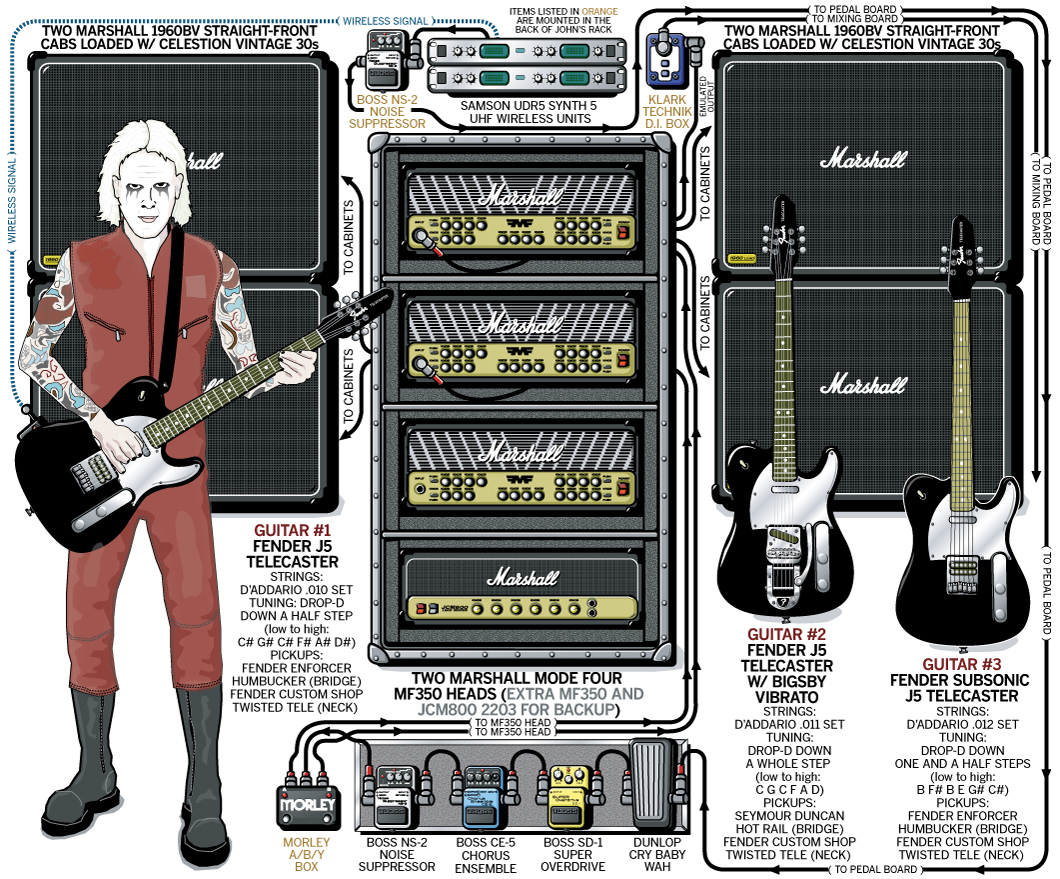 WIRELESS SIGNAL
ITEMS LISTED IN ORANGE
ARE MOUNTED IN THE
BACK OF JOHN'S RACK
TO PEDAL BOARD
TO MIXING BOARD
TWO MARSHALL 1960BV STRAIGHT-FRONT
CABS LOADED W/ CELESTION VINTAGE 30s
TWO MARSHALL 1960BV STRAIGHT-FRONT
CABS LOADED W/ CELESTION VINTAGE 30s
BOSS NS-2
NOISE
SUPPRESSOR
SAMSON UDR5 SYNTH 5
UHF WIRELESS UNITS
KLARK
TECHNIK
D.I. BOX
EMULATED
OUTPUT
WIRELESS SIGNAL
Marshall
Marshall
Marshall
TO CABINETS
TO CABINETS
TO PEDAL BOARD
TO MIXING BOARD
1960
1960
Marshall
TO CABINETS
TO CABINETS
Marshall
Marshall
Marshall
JCM800
Fender
TELECASTER
Fender
TELECASTER
TELECASTER
TO PEDAL BOARD
GUITAR #1
FENDER J5
TELECASTER
STRINGS:
D'ADDARIO .010 SET
TUNING: DROP-D
DOWN A HALF STEP
(low to high:
C# G# C# F# A# D#)
PICKUPS:
FENDER ENFORCER
HUMBUCKER (BRIDGE)
FENDER CUSTOM SHOP
TWISTED TELE (NECK)
TWO MARSHALL MODE FOUR
MF350 HEADS (EXTRA MF350 AND
JCM800 2203 FOR BACKUP)
TO MF350 HEAD
TO MF350 HEAD
GUITAR #2
FENDER J5
TELECASTER
W/ BIGSBY
VIBRATO
STRINGS:
D'ADDARIO .011 SET
TUNING:
DROP-D DOWN
A WHOLE STEP
(low to high:
C G C F A D)
PICKUPS:
SEYMOUR DUNCAN
HOT RAIL (BRIDGE)
FENDER CUSTOM SHOP
TWISTED TELE (NECK)
GUITAR #3
FENDER SUBSONIC
J5 TELECASTER
STRINGS:
D'ADDARIO .012 SET
TUNING:
DROP-D DOWN
ONE AND A HALF STEPS
(low to high:
B F# B E G# C#)
PICKUPS:
FENDER ENFORCER
HUMBUCKER (BRIDGE)
FENDER CUSTOM SHOP
TWISTED TELE (NECK)
MORLEY
MORLEY
A/B/Y
BOX
BOSS NS-2
NOISE
SUPPRESSOR
BOSS CE-5
CHORUS
ENSEMBLE
BOSS SD-1
SUPER
OVERDRIVE
DUNLOP
CRY BABY
WAH
TO PEDAL BOARD